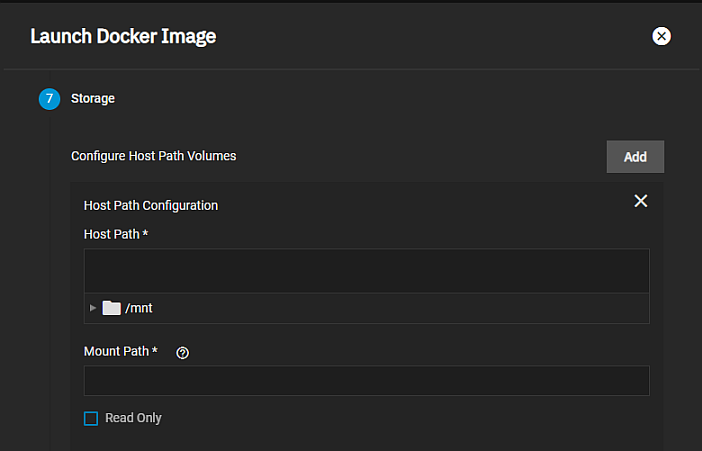 Launch Docker Image
7 Storage
Configure Host Path Volumes Add
Host Path Configuration
Host Path *
/mnt
Mount Path *
Read Only